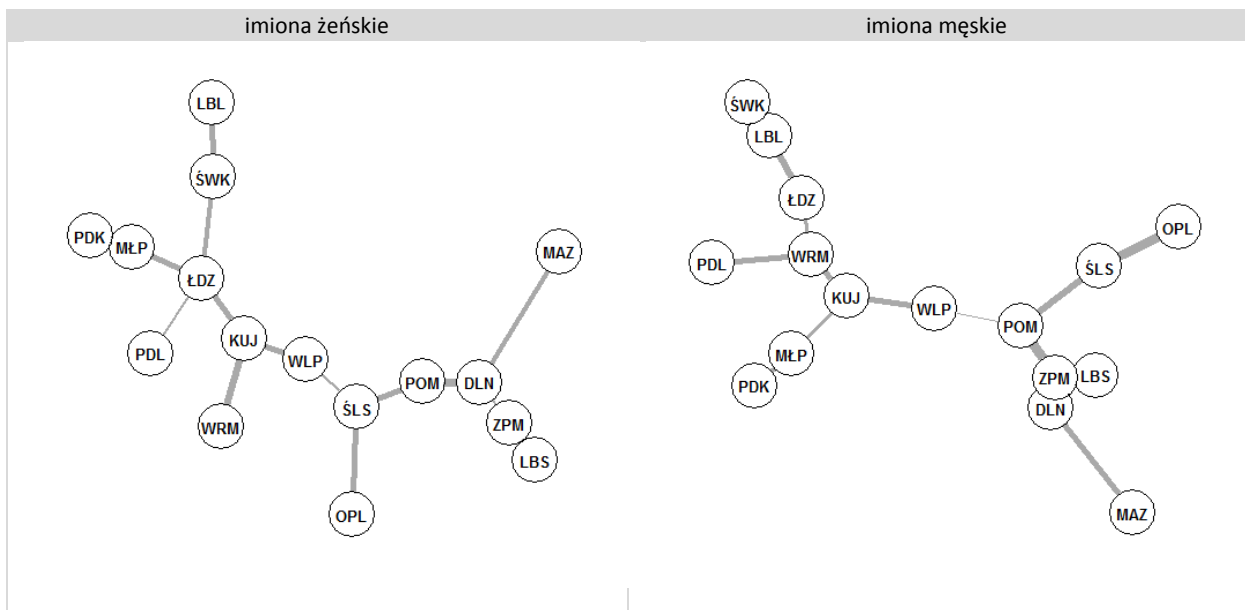 imiona żeńskie
imiona męskie
LBL
ŚWK
PDK
MŁP
MAZ
ŁDZ
KUJ
PDL
WLP
POM
DLN
ŚLS
WRM
ZPM
LBS
OPL
ŚWK
LBL
ŁDZ
OPL
WRM
PDL
ŚLS
KUJ
WLP
POM
MŁP
PDK
ZPM
LBS
DLN
MAZ